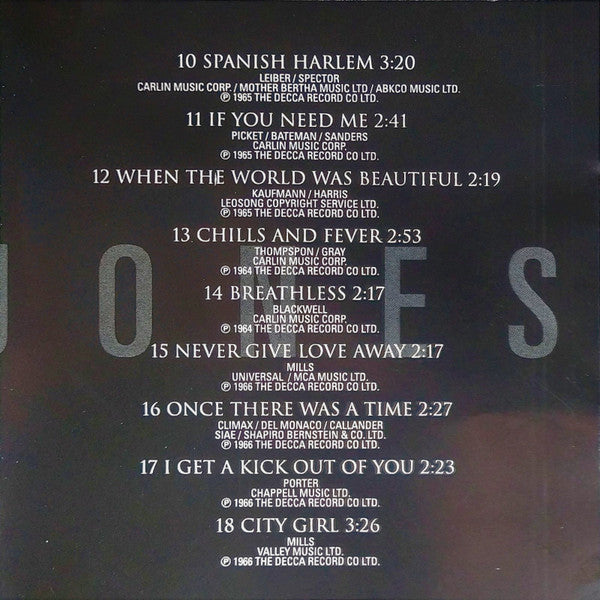 10 SPANISH HARLEM 3:20
LEIBER / SPECTOR
CARLIN MUSIC CORP. / MOTHER BERTHA MUSIC LTD / ABKCO MUSIC LTD.
℗ 1965 THE DECCA RECORD CO LTD.
11 IF YOU NEED ME 2:41
PICKET / BATEMAN / SANDERS
CARLIN MUSIC CORP.
℗ 1965 THE DECCA RECORD CO LTD.
12 WHEN THE WORLD WAS BEAUTIFUL 2:19
KAUFMANN / HARRIS
LEOSONG COPYRIGHT SERVICE LTD.
℗ 1965 THE DECCA RECORD CO LTD.
13 CHILLS AND FEVER 2:53
THOMPSPON / GRAY
CARLIN MUSIC CORP.
℗ 1964 THE DECCA RECORD CO LTD.
JONES
14 BREATHLESS 2:17
BLACKWELL
CARLIN MUSIC CORP.
℗ 1964 THE DECCA RECORD CO LTD.
15 NEVER GIVE LOVE AWAY 2:17
MILLS
UNIVERSAL / MCA MUSIC LTD.
℗ 1966 THE DECCA RECORD CO LTD.
16 ONCE THERE WAS A TIME 2:27
CLIMAX / DEL MONACO / CALLANDER
SIAE / SHAPIRO BERNSTEIN & CO. LTD.
℗ 1966 THE DECCA RECORD CO LTD.
17 I GET A KICK OUT OF YOU 2:23
PORTER
CHAPPELL MUSIC LTD.
℗ 1966 THE DECCA RECORD CO LTD.
18 CITY GIRL 3:26
MILLS
VALLEY MUSIC LTD.
℗ 1966 THE DECCA RECORD CO LTD.